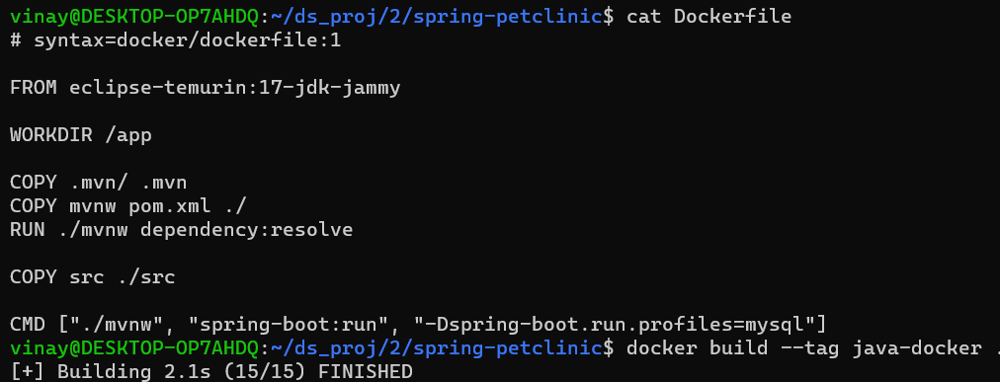 vinay@DESKTOP-OP7AHDQ:~/ds_proj/2/spring-petclinic$ cat Dockerfile
# syntax=docker/dockerfile:1
FROM eclipse-temurin:17-jdk-jammy
WORKDIR /app
COPY .mvn/ .mvn
COPY mvnw pom.xml ./
RUN ./mvnw dependency:resolve
COPY src ./src
CMD ["./mvnw", "spring-boot:run", "-Dspring-boot.run.profiles=mysql"]
vinay@DESKTOP-OP7AHDQ:~/ds_proj/2/spring-petclinic$ docker build --tag java-docker .
[+] Building 2.1s (15/15) FINISHED